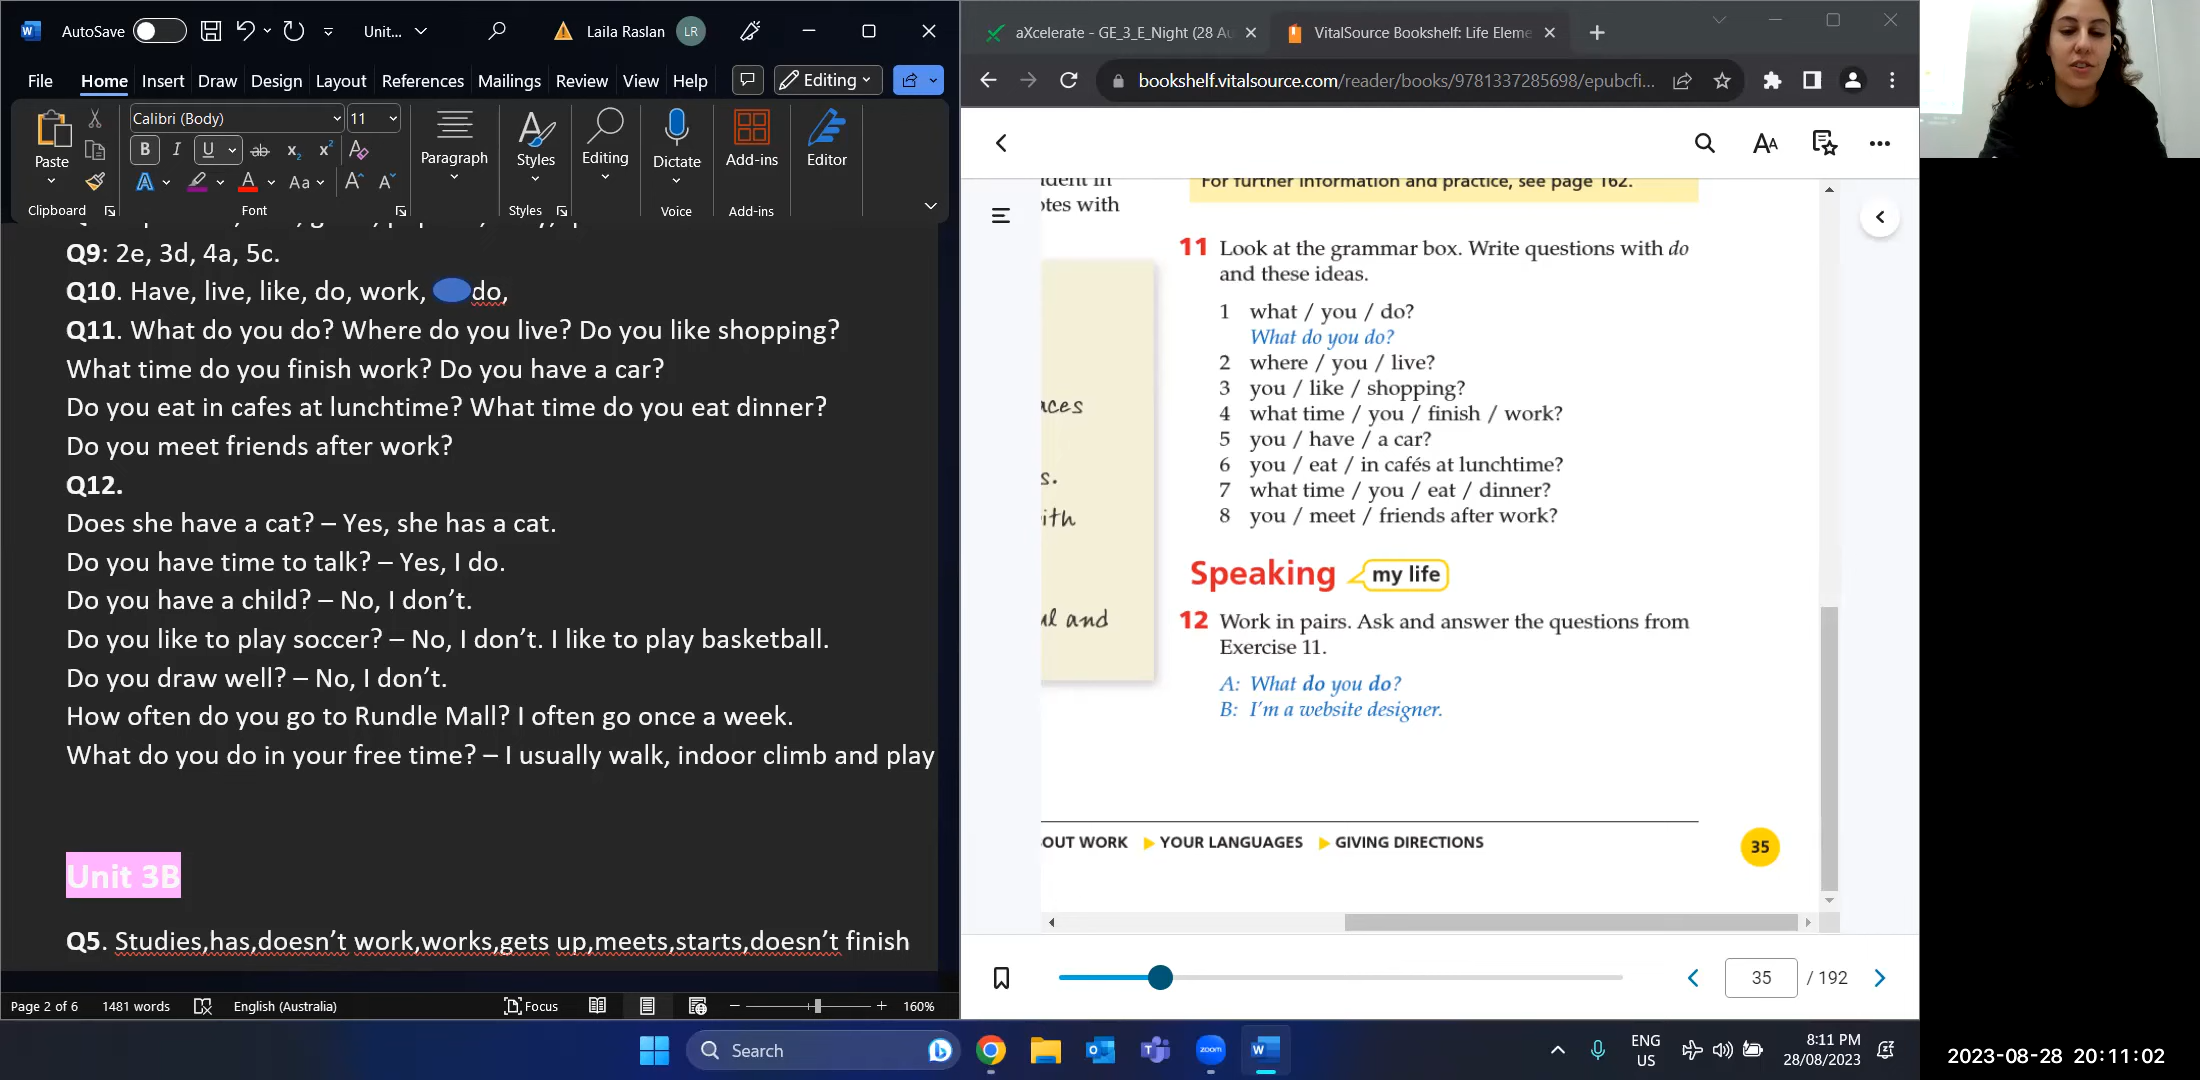 AutoSave
Unit...
Laila Raslan
LR
File Home Insert Draw Design Layout References Mailings Review View Help
Editing
Calibri (Body) 11
Paste
Paragraph
Styles
Editing
Dictate
Add-ins
Editor
Clipboard
Font
Styles
Voice
Add-ins
Q9: 2e, 3d, 4a, 5c.
Q10. Have, live, like, do, work, do,
Q11. What do you do? Where do you live? Do you like shopping?
What time do you finish work? Do you have a car?
Do you eat in cafes at lunchtime? What time do you eat dinner?
Do you meet friends after work?
Q12.
Does she have a cat? – Yes, she has a cat.
Do you have time to talk? – Yes, I do.
Do you have a child? – No, I don't.
Do you like to play soccer? – No, I don't. I like to play basketball.
Do you draw well? – No, I don't.
How often do you go to Rundle Mall? I often go once a week.
What do you do in your free time? – I usually walk, indoor climb and play
Unit 3B
Q5. Studies,has,doesn't work,works,gets up,meets,starts,doesn't finish
Page 2 of 6
1481 words
English (Australia)
Focus
160%
aXcelerate - GE_3_E_Night (28 Au
VitalSource Bookshelf: Life Eleme
bookshelf.vitalsource.com/reader/books/9781337285698/epubcfi...
For further information and practice, see page 162.
with
11 Look at the grammar box. Write questions with do
and these ideas.
1 what / you / do?
What do you do?
2 where / you / live?
3 you / like / shopping?
4 what time / you / finish / work?
5 you / have / a car?
6 you / eat / in cafés at lunchtime?
7 what time / you / eat / dinner?
8 you / meet / friends after work?
and
Speaking my life
12 Work in pairs. Ask and answer the questions from
Exercise 11.
A: What do you do?
B: I'm a website designer.
OUT WORK ▶ YOUR LANGUAGES ▶ GIVING DIRECTIONS
35
35 / 192
Search
zoom
ENG
US
8:11 PM
28/08/2023
2023-08-28 20:11:02